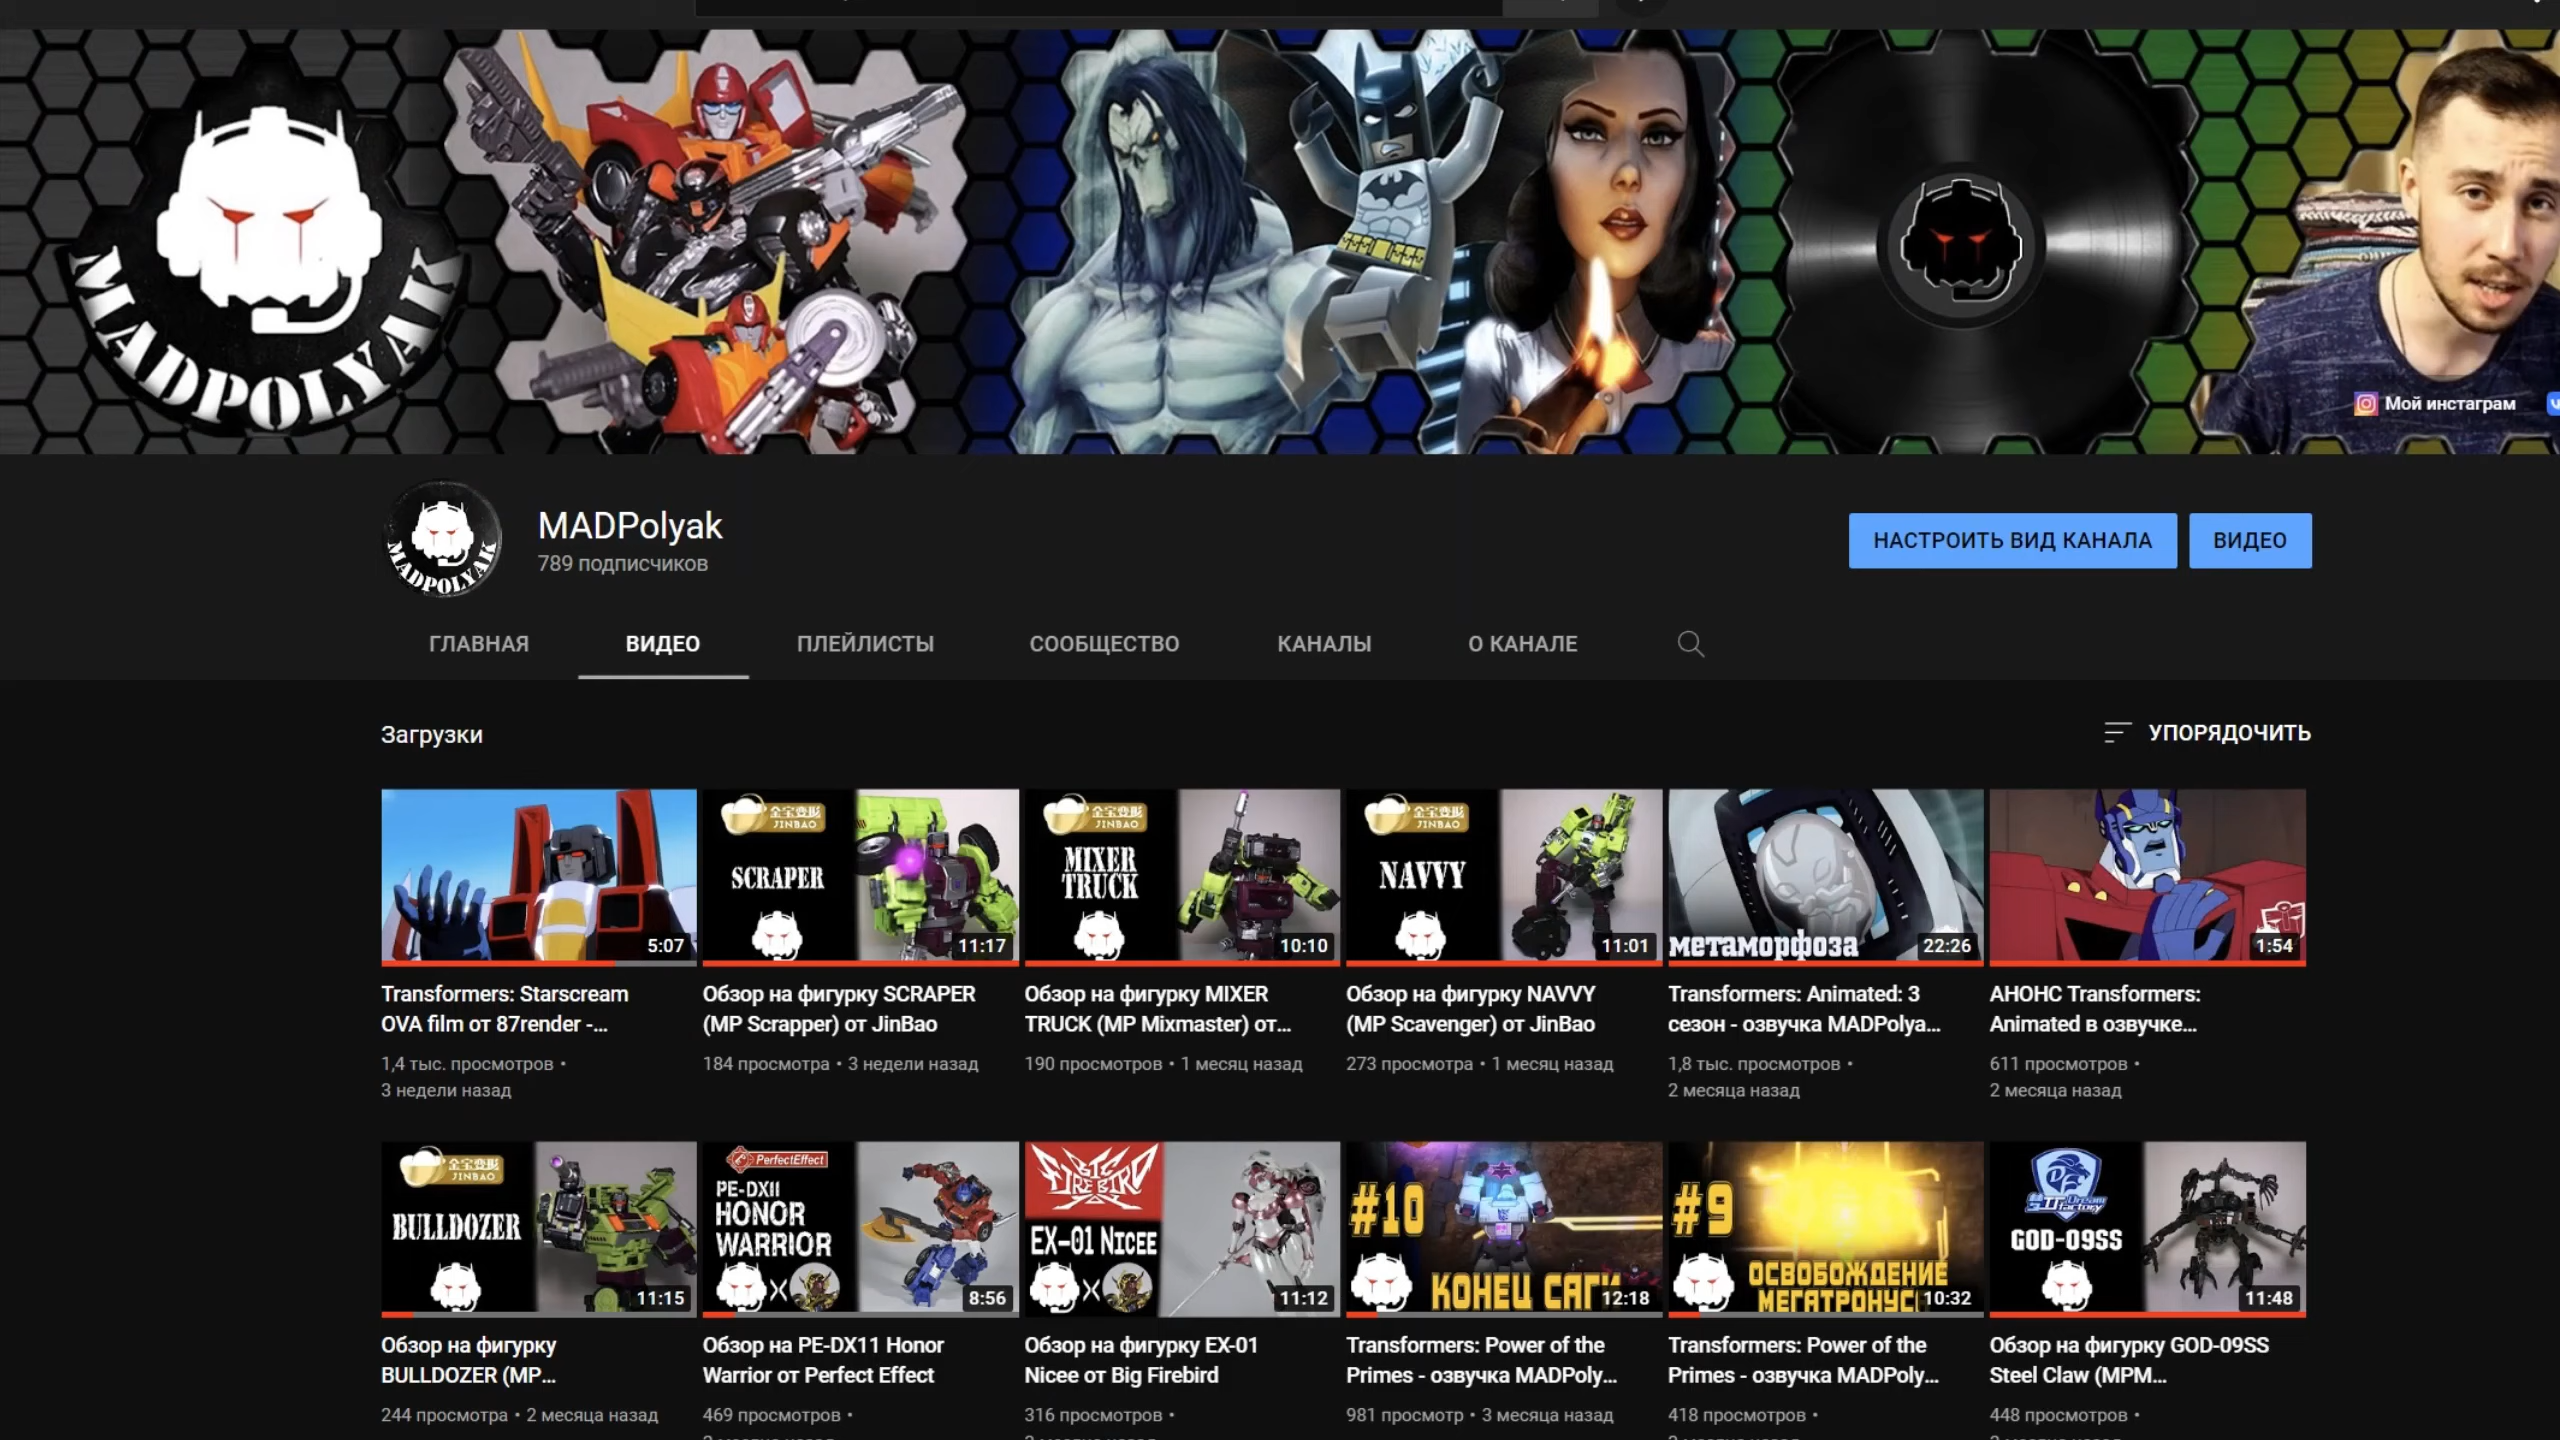 MADPOLYAK
Мой инстаграм
MADPOLYAK
MADPolyak
789 подписчиков
НАСТРОИТЬ ВИД КАНАЛА
ВИДЕО
ГЛАВНАЯ
ВИДЕО
ПЛЕЙЛИСТЫ
СООБЩЕСТВО
КАНАЛЫ
О КАНАЛЕ
Загрузки
УПОРЯДОЧИТЬ
5:07
JINBAO
SCRAPER
11:17
JINBAO
MIXER
TRUCK
10:10
JINBAO
NAVVY
11:01
метаморфоза
22:26
1:54
Transformers: Starscream
OVA film от 87render -...
1,4 тыс. просмотров •
3 недели назад
Обзор на фигурку SCRAPER
(MP Scrapper) от JinBao
184 просмотра • 3 недели назад
Обзор на фигурку MIXER
TRUCK (MP Mixmaster) от...
190 просмотров • 1 месяц назад
Обзор на фигурку NAVVY
(MP Scavenger) от JinBao
273 просмотра • 1 месяц назад
Transformers: Animated: 3
сезон - озвучка MADPolya...
1,8 тыс. просмотров •
2 месяца назад
АНОНС Transformers:
Animated в озвучке...
611 просмотров •
2 месяца назад
JINBAO
BULLDOZER
11:15
PerfectEffect
PE-DX11
HONOR
WARRIOR
X
8:56
BIG
FIREBIRD
EX-01 NICEE
X
11:12
#10
КОНЕЦ САГИ
12:18
#9
ОСВОБОЖДЕНИЕ
МЕГАТРОНУСА
10:32
GOD-09SS
11:48
Обзор на фигурку
BULLDOZER (MP...
244 просмотра • 2 месяца назад
Обзор на PE-DX11 Honor
Warrior от Perfect Effect
469 просмотров •
Обзор на фигурку EX-01
Nicee от Big Firebird
316 просмотров •
Transformers: Power of the
Primes - озвучка MADPoly...
981 просмотр • 3 месяца назад
Transformers: Power of the
Primes - озвучка MADPoly...
418 просмотров •
Обзор на фигурку GOD-09SS
Steel Claw (MPM...
448 просмотров •